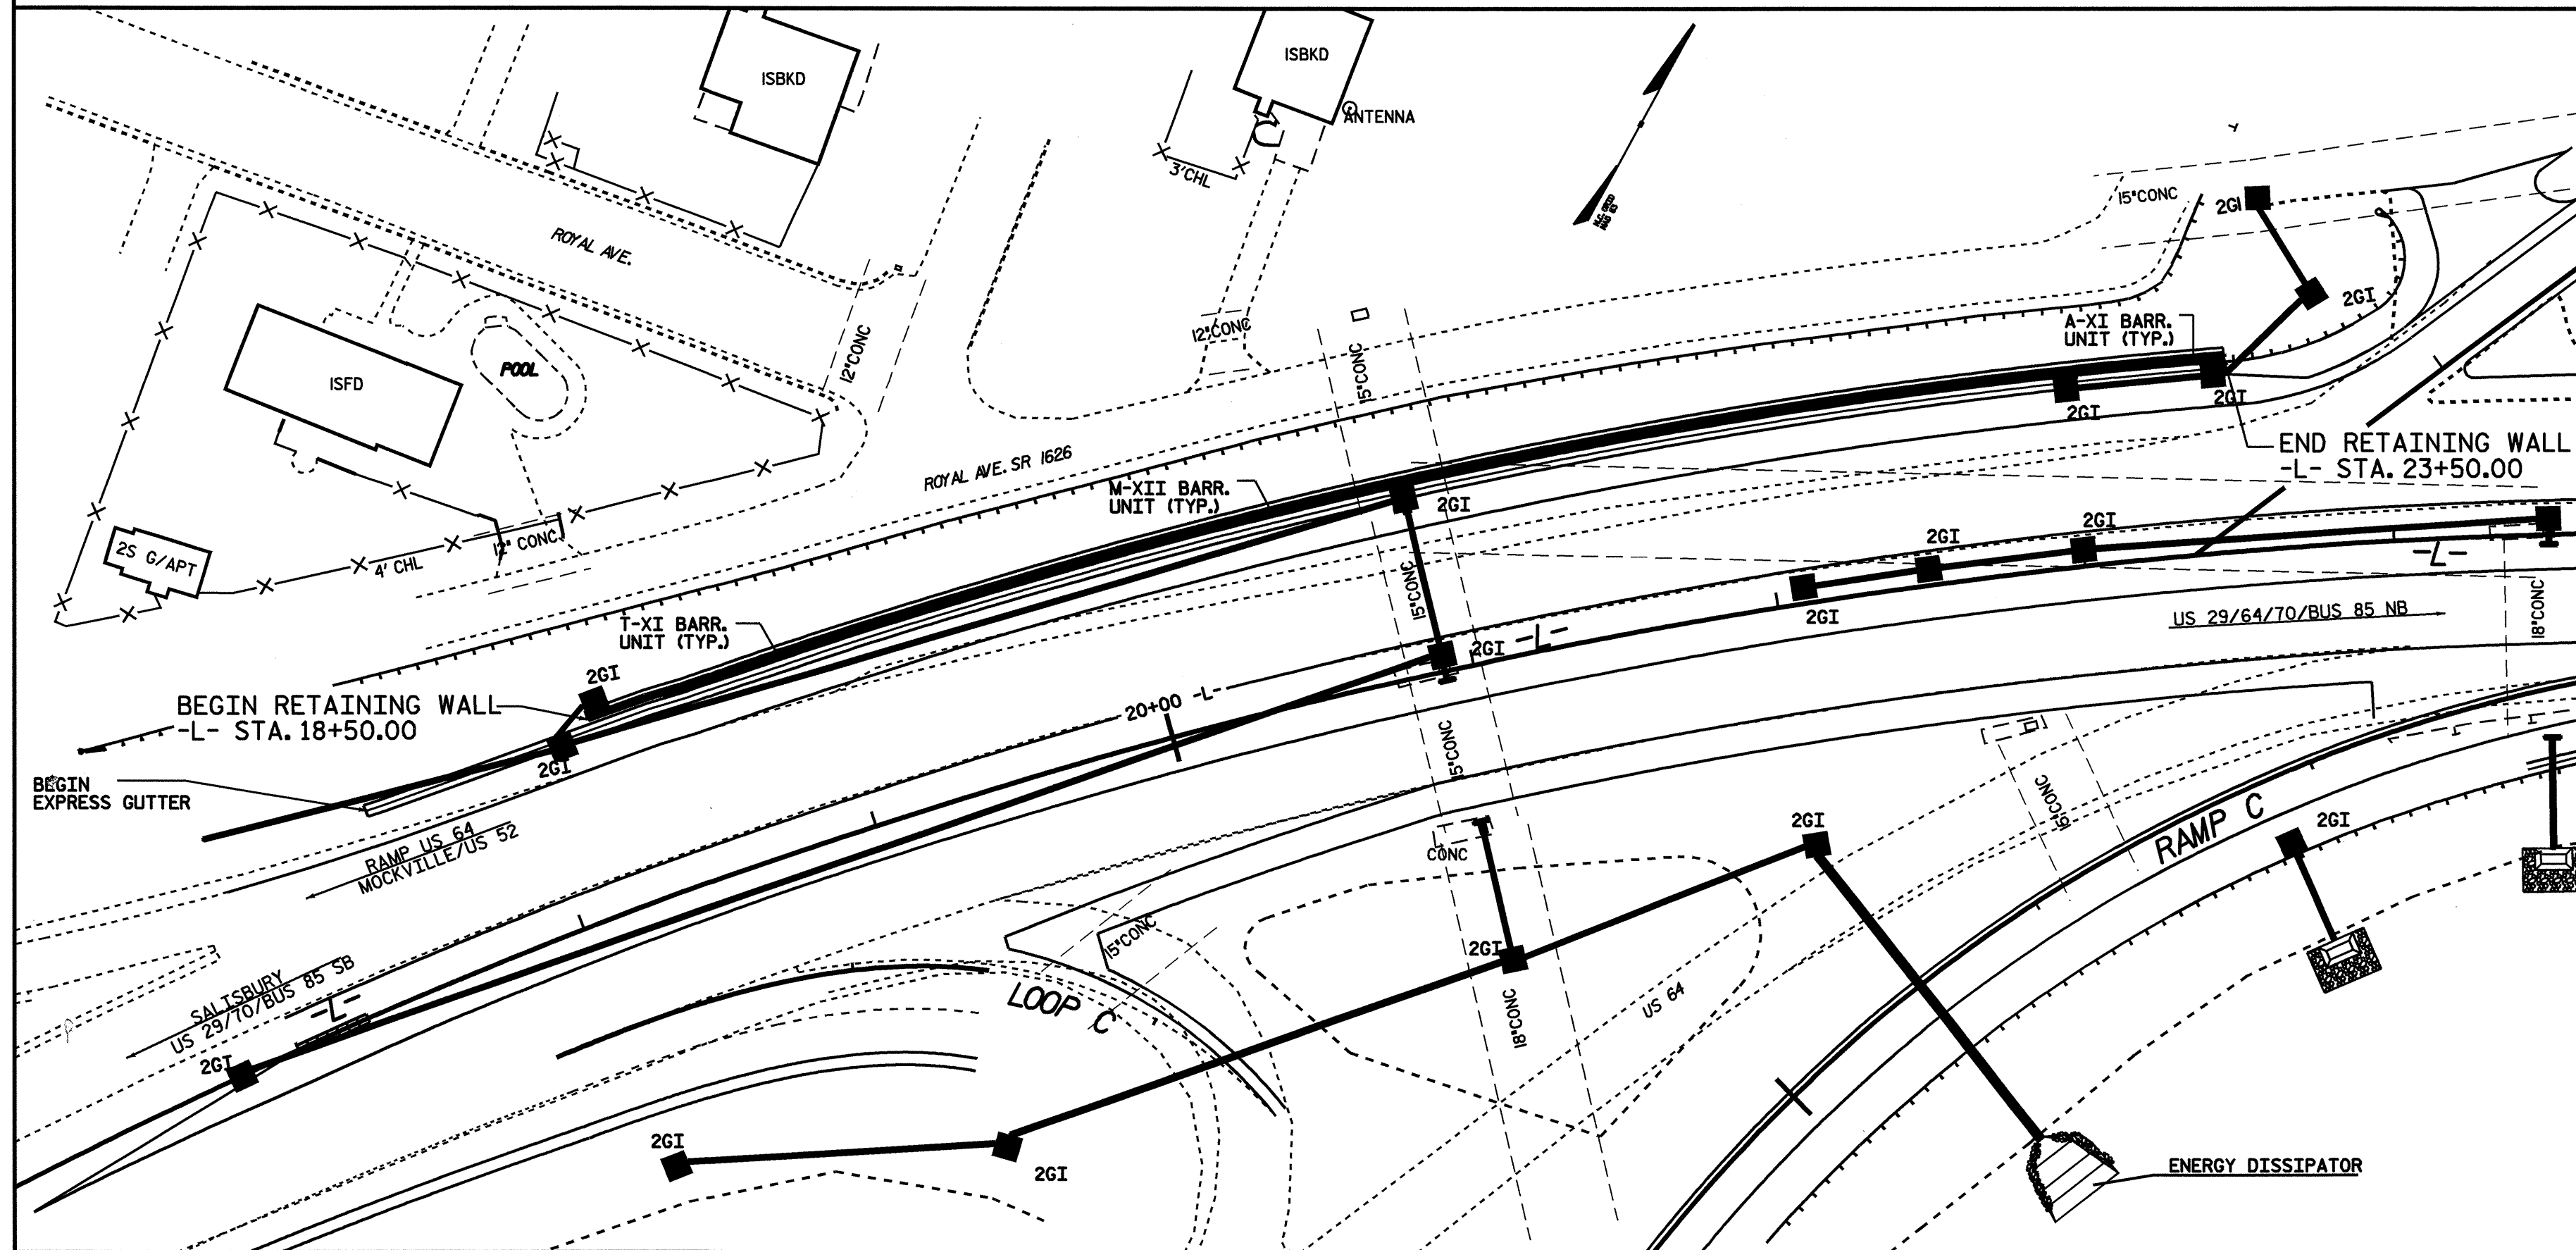 ISBKD
ISBKD
ANTENNA
3'CHL
15"CONC
2GI
ROYAL AVE.
N.C. GRID
NAD 83
2GI
12"CONC
12"CONC
15"CONC
A-XI BARR.
UNIT (TYP.)
POOL
ISFD
2GI
2GI
END RETAINING WALL
-L- STA. 23+50.00
ROYAL AVE. SR 1626
M-XII BARR.
UNIT (TYP.)
2GI
2GI
2GI
12" CONC
2S G/APT
4' CHL
-L-
15"CONC
18"CONC
2GI
US 29/64/70/BUS 85 NB
T-XI BARR.
UNIT (TYP.)
-L-
2GI
2GI
BEGIN RETAINING WALL
-L- STA. 18+50.00
20+00 -L-
15"CONC
2GI
BEGIN
EXPRESS GUTTER
15"CONC
RAMP C
2GI
2GI
RAMP US 64
MOCKVILLE/US 52
CONC
15"CONC
2GI
SALISBURY
US 29/70/BUS 85 SB
-L-
LOOP C
US 64
18"CONC
2GI
2GI
2GI
ENERGY DISSIPATOR